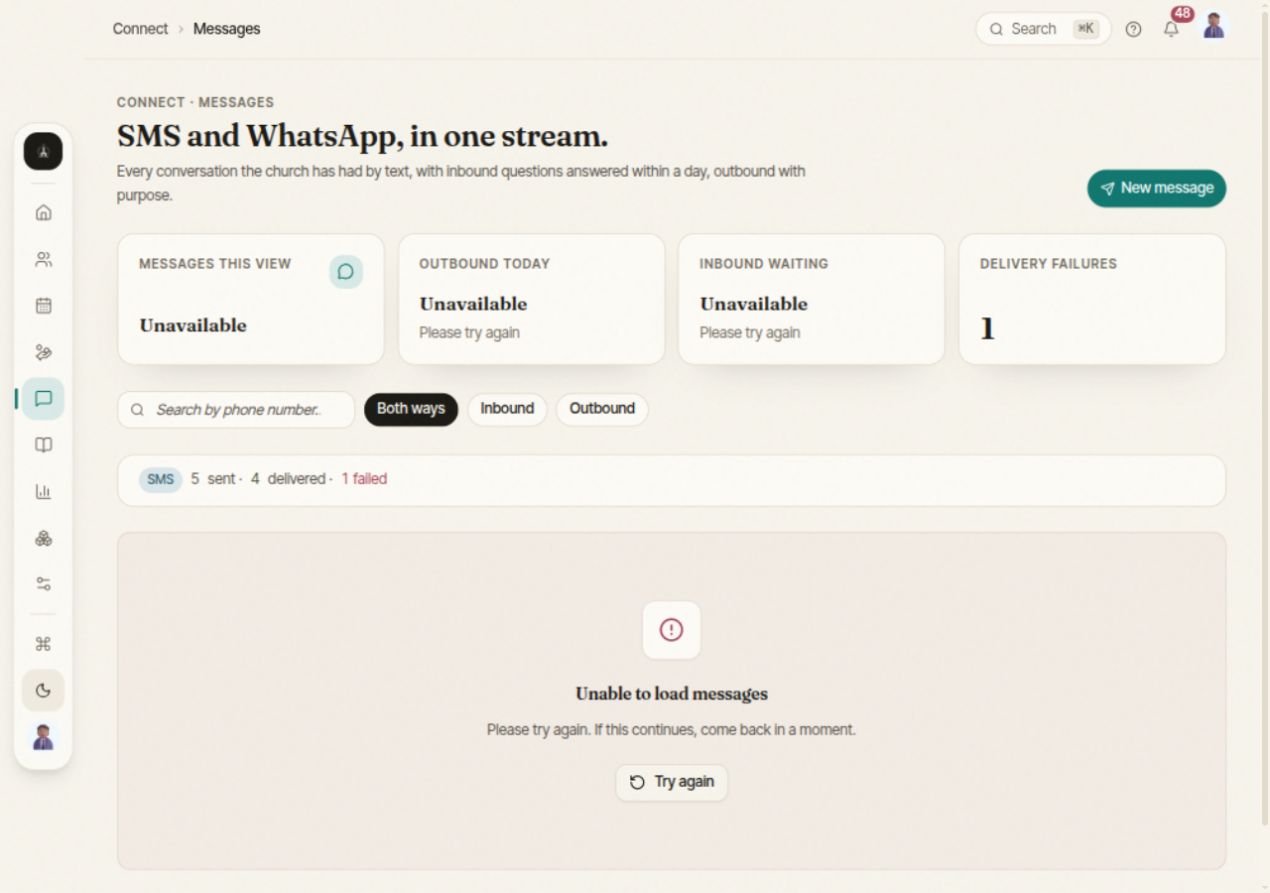 Connect › Messages
Search ⌘K
48
CONNECT · MESSAGES
SMS and WhatsApp, in one stream.
Every conversation the church has had by text, with inbound questions answered within a day, outbound with
purpose.
New message
MESSAGES THIS VIEW
Unavailable
OUTBOUND TODAY
Unavailable
Please try again
INBOUND WAITING
Unavailable
Please try again
DELIVERY FAILURES
1
Search by phone number..
Both ways
Inbound
Outbound
SMS 5 sent · 4 delivered · 1 failed
Unable to load messages
Please try again. If this continues, come back in a moment.
Try again